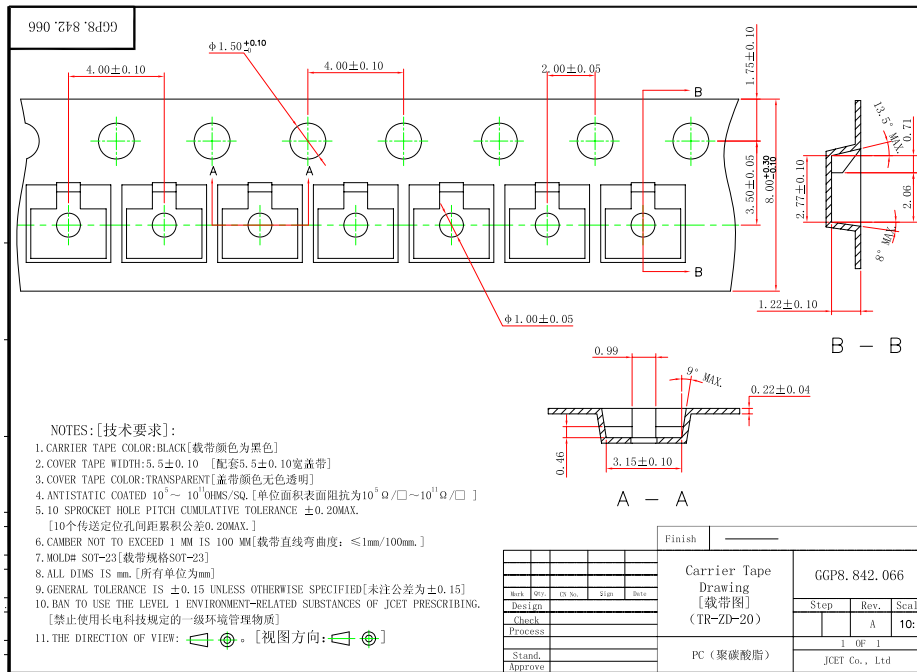 GGP8.842.066
4.00±0.10
φ1.50 +0.10 -0
4.00±0.10
2.00±0.05
1.75±0.10
B
A
A
3.50±0.05
8.00 +0.30 -0.10
B
φ1.00±0.05
13.5° MAX.
0.71
2.77±0.10
2.06
8° MAX.
1.22±0.10
B - B
0.99
9° MAX.
0.22±0.04
0.46
3.15±0.10
A - A
NOTES:[技术要求]:
1.CARRIER TAPE COLOR:BLACK[载带颜色为黑色]
2.COVER TAPE WIDTH:5.5±0.10 [配套5.5±0.10宽盖带]
3.COVER TAPE COLOR:TRANSPARENT[盖带颜色无色透明]
4.ANTISTATIC COATED 10⁵~ 10¹¹OHMS/SQ.[单位面积表面阻抗为10⁵Ω/□~10¹¹Ω/□ ]
5.10 SPROCKET HOLE PITCH CUMULATIVE TOLERANCE ±0.20MAX.
[10个传送定位孔间距累积公差0.20MAX.]
6.CAMBER NOT TO EXCEED 1 MM IS 100 MM[载带直线弯曲度: ≤1mm/100mm.]
7.MOLD# SOT-23[载带规格SOT-23]
8.ALL DIMS IS mm.[所有单位为mm]
9.GENERAL TOLERANCE IS ±0.15 UNLESS OTHERWISE SPECIFIED[未注公差为±0.15]
10.BAN TO USE THE LEVEL 1 ENVIRONMENT-RELATED SUBSTANCES OF JCET PRESCRIBING.
[禁止使用长电科技规定的一级环境管理物质]
11.THE DIRECTION OF VIEW: 。[视图方向: ]
Finish
Mark Qty. CN No. Sign Date
Design
Check
Process
Stand.
Approve
Carrier Tape
Drawing
[载带图]
(TR-ZD-20)
PC (聚碳酸脂)
GGP8.842.066
Step Rev. Scal
A 10:
1 OF 1
JCET Co., Ltd